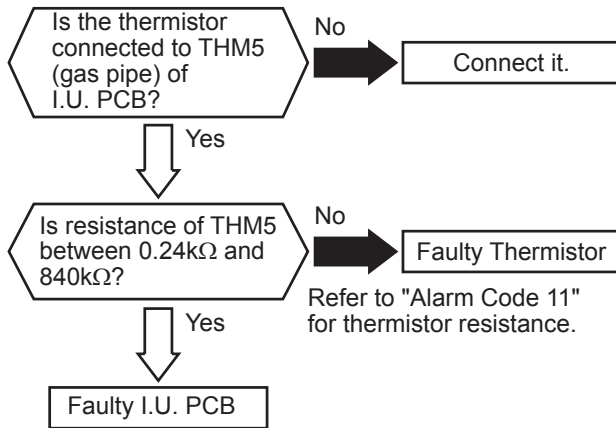 Is the thermistor
connected to THM5
(gas pipe) of
I.U. PCB?
No
Connect it.
Yes
Is resistance of THM5
between 0.24kΩ and
840kΩ?
No
Faulty Thermistor
Refer to "Alarm Code 11"
for thermistor resistance.
Yes
Faulty I.U. PCB